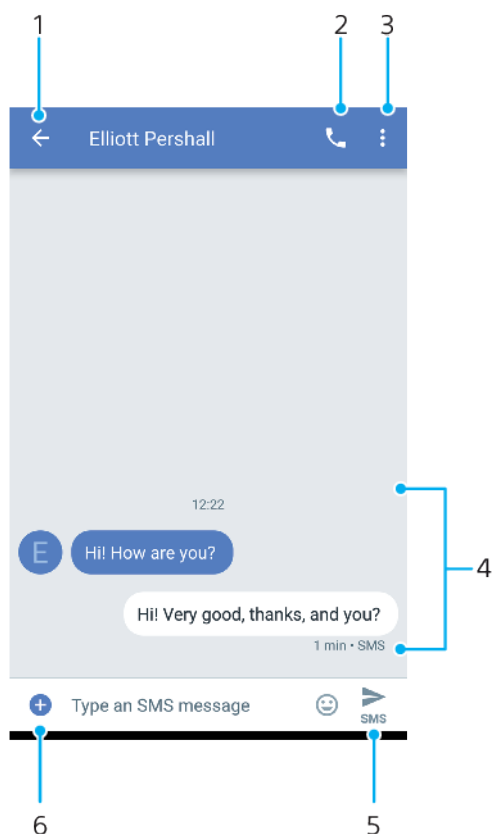 1 2 3
Elliott Pershall
12:22
E Hi! How are you?
Hi! Very good, thanks, and you?
4
1 min • SMS
Type an SMS message
SMS
6 5